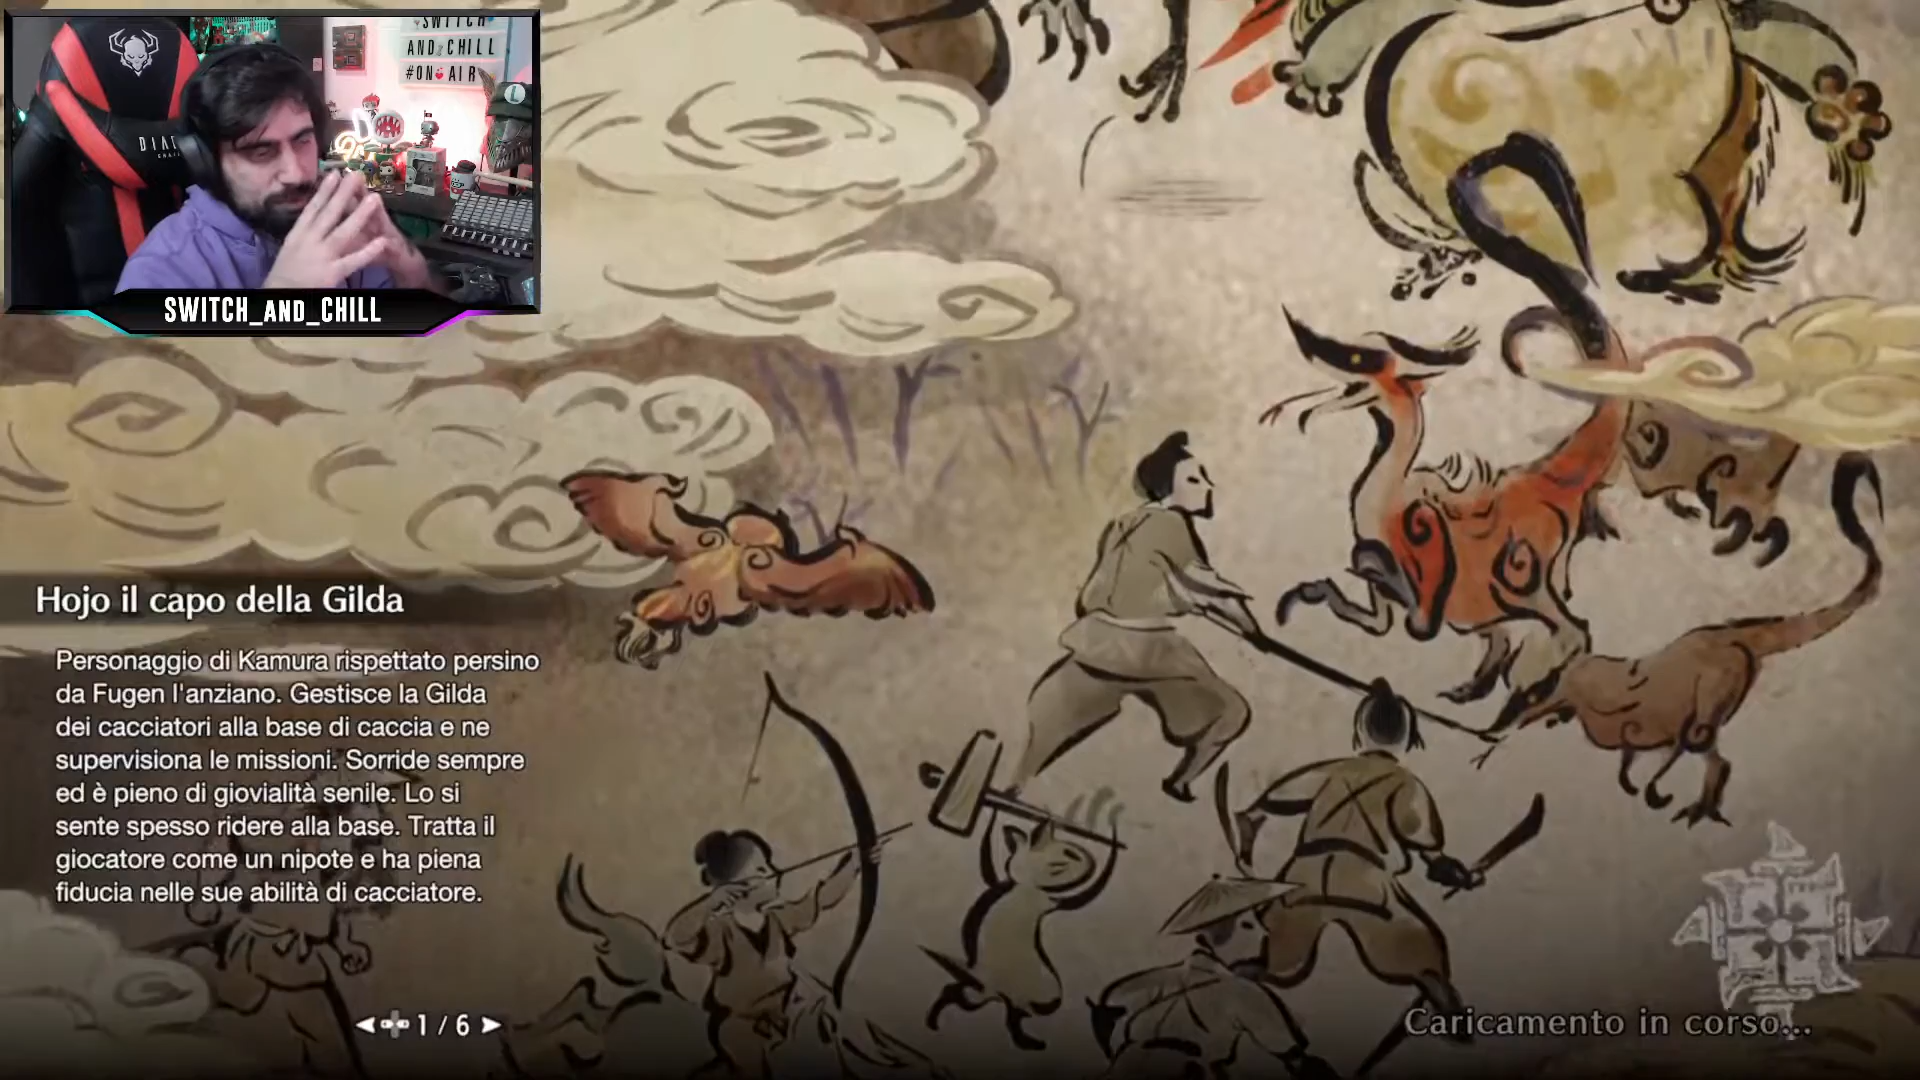 SWITCH
AND CHILL
#ON AIR
SWITCH_AND_CHILL
Hojo il capo della Gilda
Personaggio di Kamura rispettato persino
da Fugen l'anziano. Gestisce la Gilda
dei cacciatori alla base di caccia e ne
supervisiona le missioni. Sorride sempre
ed è pieno di giovialità senile. Lo si
sente spesso ridere alla base. Tratta il
giocatore come un nipote e ha piena
fiducia nelle sue abilità di cacciatore.
1 / 6
Caricamento in corso...